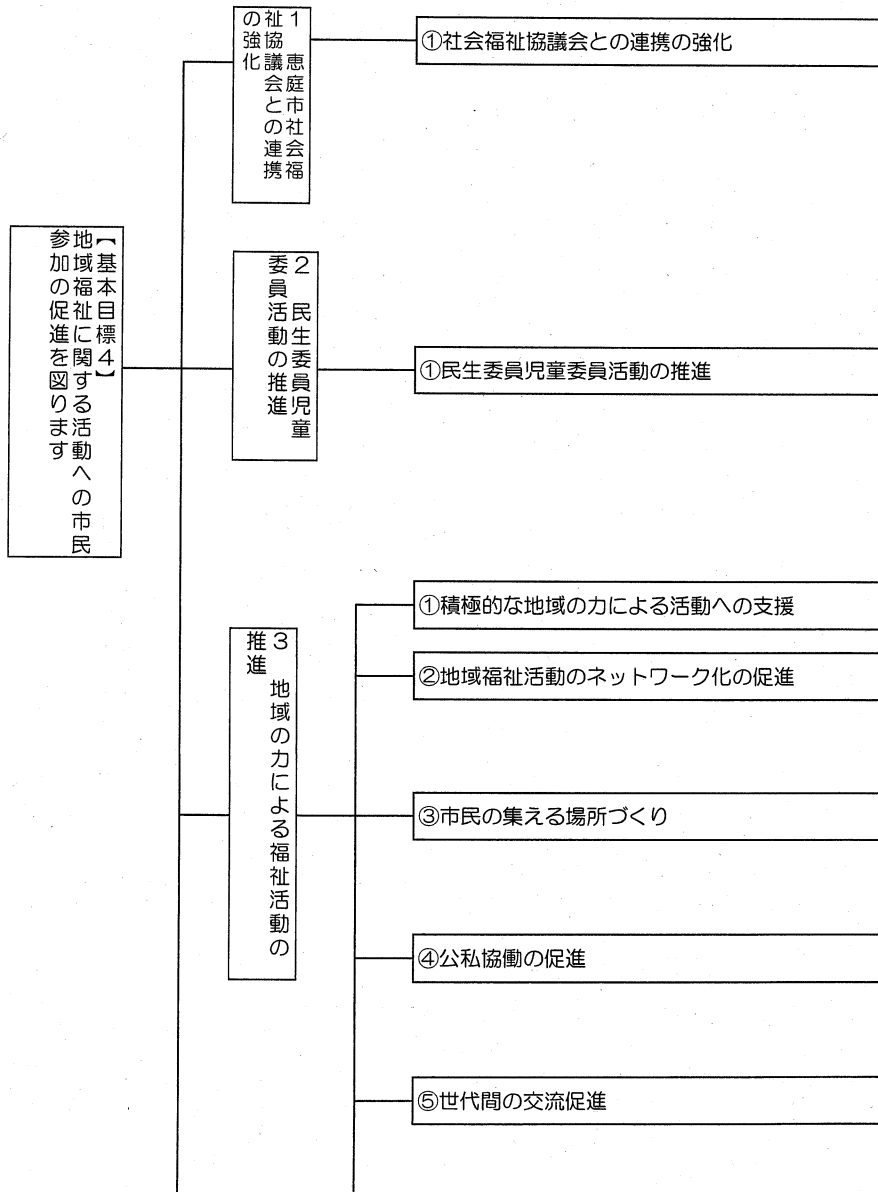 【基本目標４】
地域福祉に関する活動への市民
参加の促進を図ります
１　恵庭市社会福
祉協議会との連携
の強化
①社会福祉協議会との連携の強化
２　民生委員児童
委員活動の推進
①民生委員児童委員活動の推進
３　地域の力による福祉活動の
推進
①積極的な地域の力による活動への支援
②地域福祉活動のネットワーク化の促進
③市民の集える場所づくり
④公私協働の促進
⑤世代間の交流促進